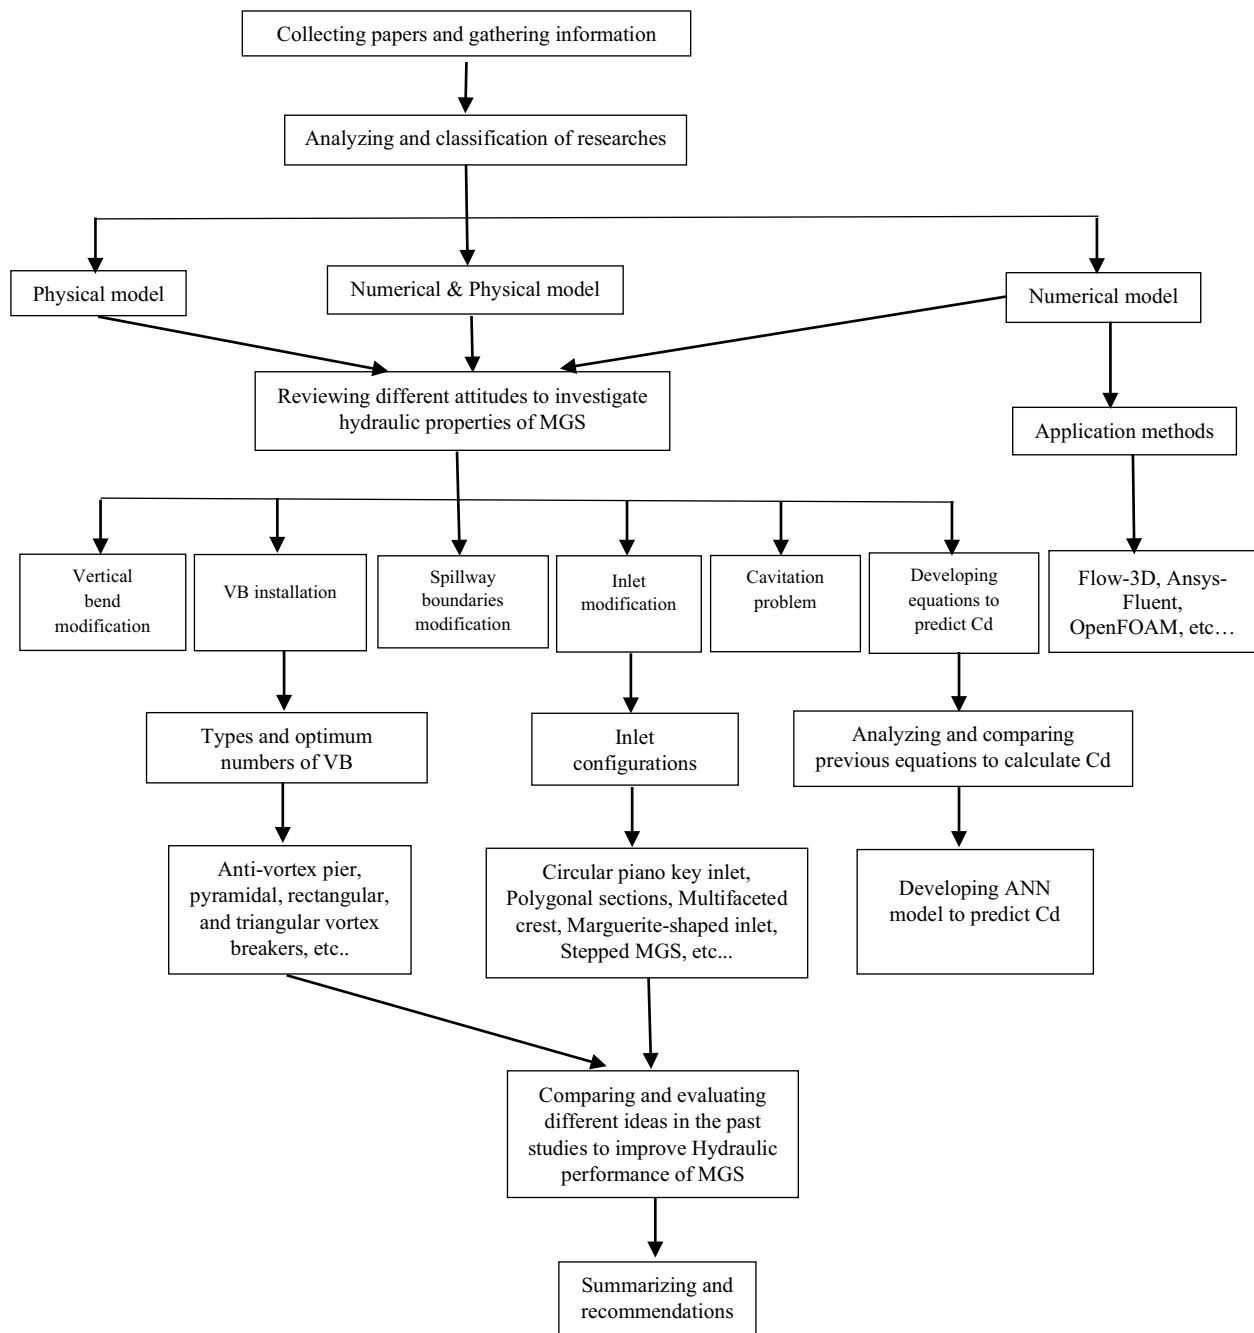 Collecting papers and gathering information
Analyzing and classification of researches
Physical model
Numerical & Physical model
Numerical model
Reviewing different attitudes to investigate
hydraulic properties of MGS
Application methods
Vertical
bend
modification
VB installation
Spillway
boundaries
modification
Inlet
modification
Cavitation
problem
Developing
equations to
predict Cd
Flow-3D, Ansys-
Fluent,
OpenFOAM, etc…
Types and optimum
numbers of VB
Inlet
configurations
Analyzing and comparing
previous equations to calculate Cd
Anti-vortex pier,
pyramidal, rectangular,
and triangular vortex
breakers, etc..
Circular piano key inlet,
Polygonal sections, Multifaceted
crest, Marguerite-shaped inlet,
Stepped MGS, etc...
Developing ANN
model to predict Cd
Comparing and evaluating
different ideas in the past
studies to improve Hydraulic
performance of MGS
Summarizing and
recommendations